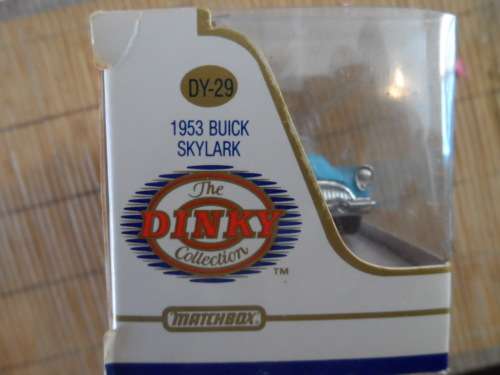 DY-29
1953 BUICK
SKYLARK
The
DINKY
Collection
TM
MATCHBOX